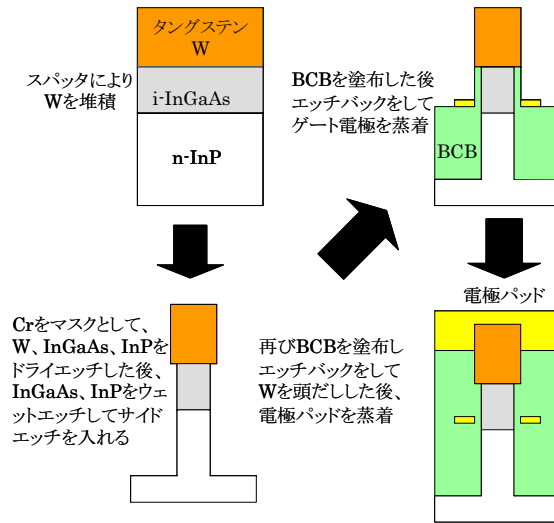 タングステン
W
スパッタにより
Wを堆積
i-InGaAs
n-InP
Crをマスクとして、
W、InGaAs、InPを
ドライエッチした後、
InGaAs、InPをウェ
ットエッチしてサイド
エッチを入れる
BCBを塗布した後
エッチバックをして
ゲート電極を蒸着
BCB
電極パッド
再びBCBを塗布し
エッチバックをして
Wを頭だしした後、
電極パッドを蒸着